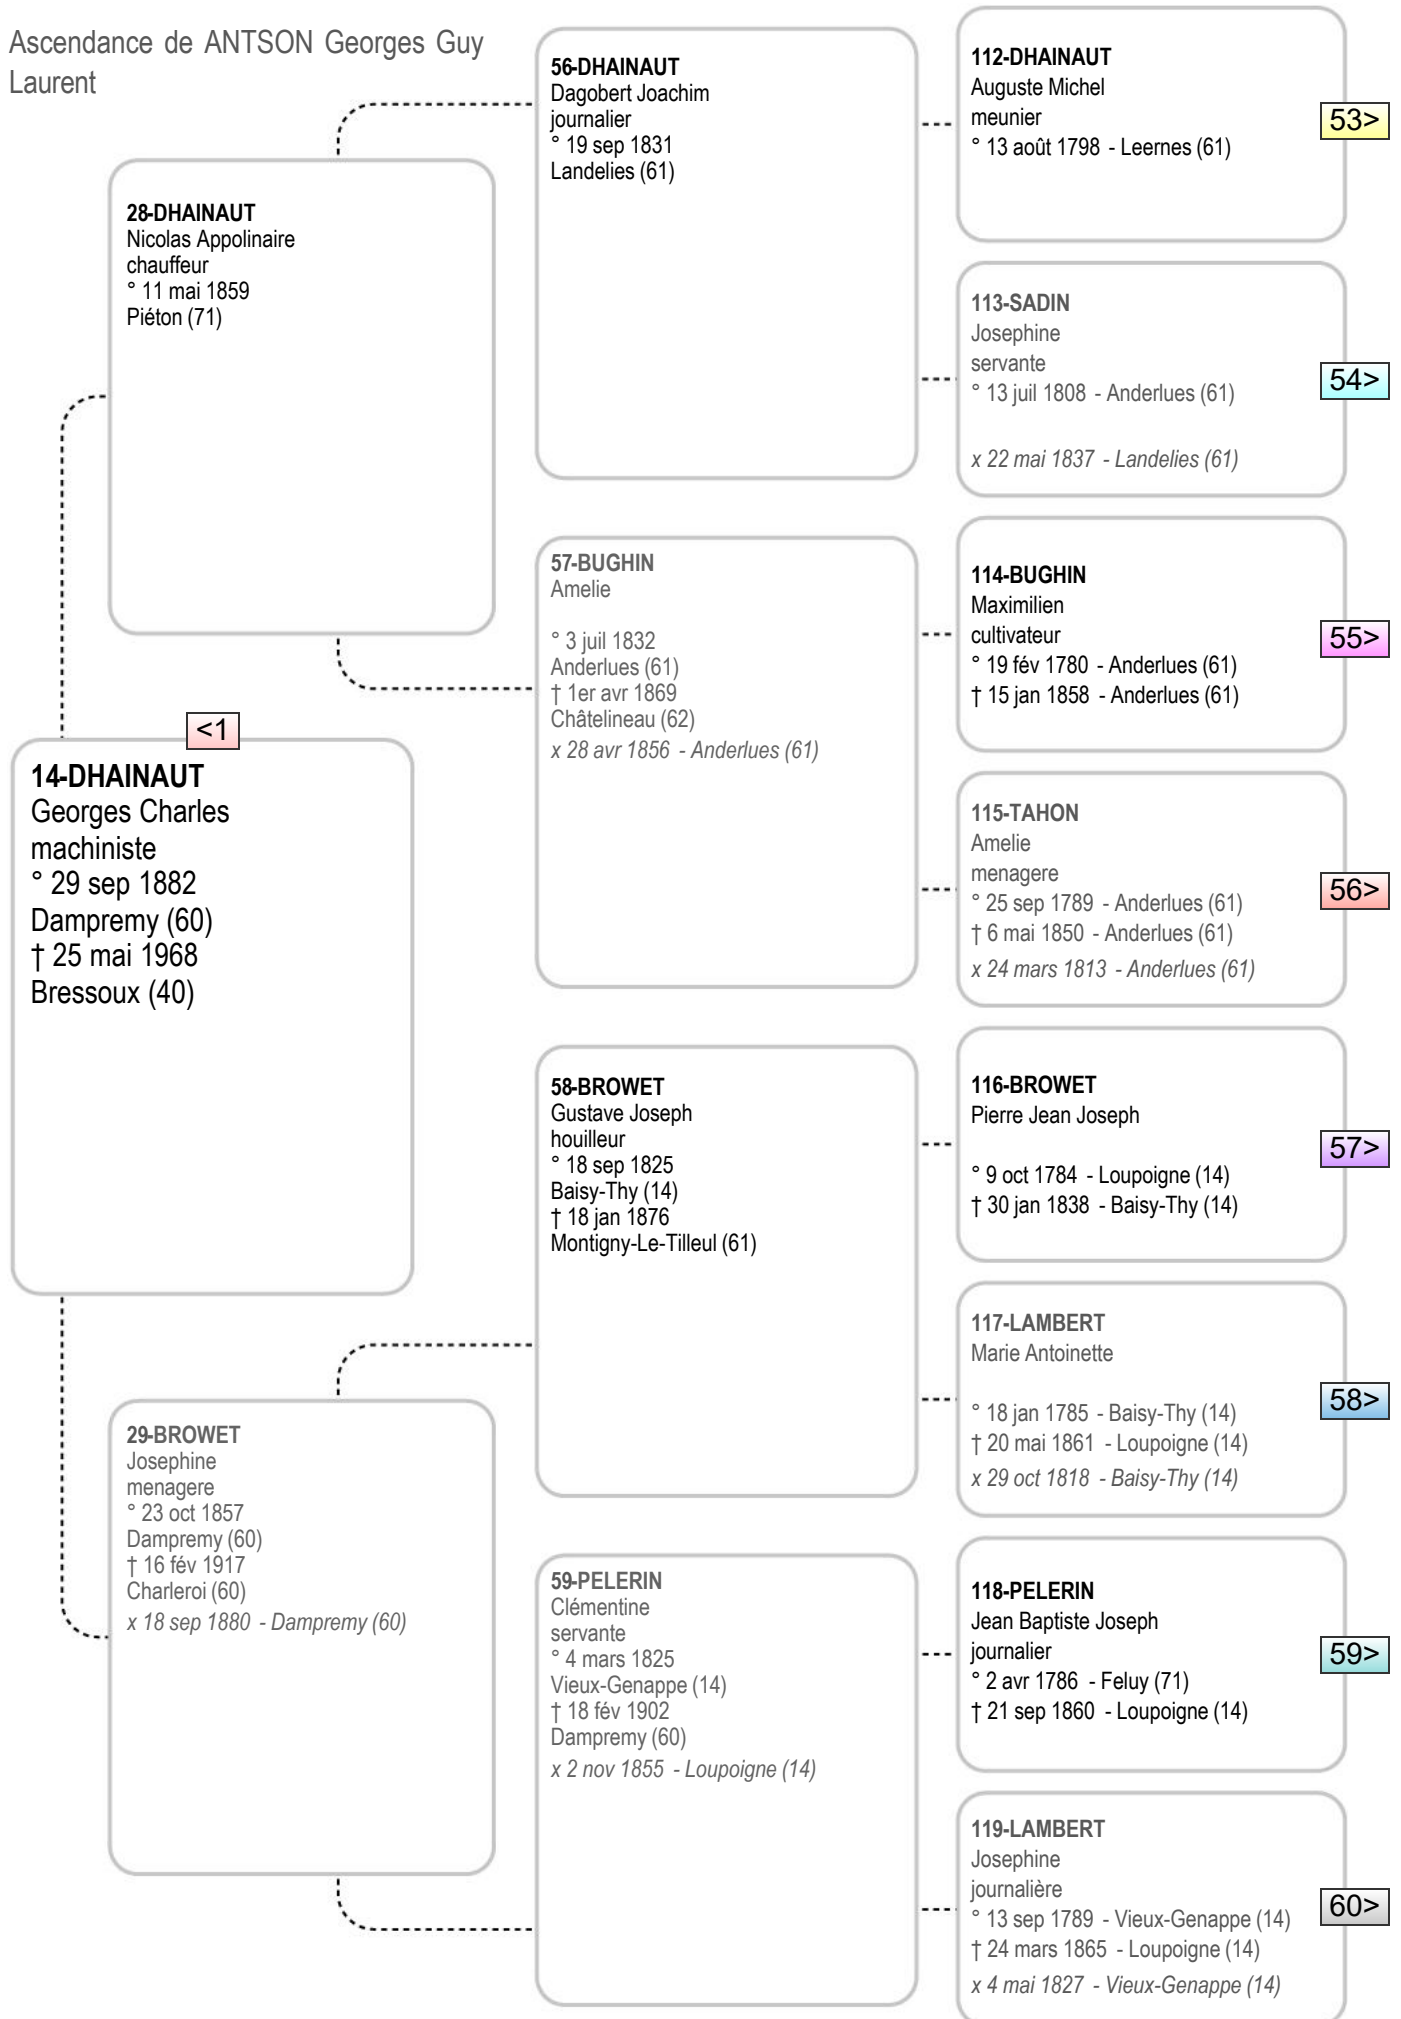 Ascendance de ANTSON Georges Guy
Laurent
<1
14-DHAINAUT
Georges Charles
machiniste
° 29 sep 1882
Dampremy (60)
† 25 mai 1968
Bressoux (40)
28-DHAINAUT
Nicolas Appolinaire
chauffeur
° 11 mai 1859
Piéton (71)
29-BROWET
Josephine
menagere
° 23 oct 1857
Dampremy (60)
† 16 fév 1917
Charleroi (60)
x 18 sep 1880 - Dampremy (60)
56-DHAINAUT
Dagobert Joachim
journalier
° 19 sep 1831
Landelies (61)
57-BUGHIN
Amelie
° 3 juil 1832
Anderlues (61)
† 1er avr 1869
Châtelineau (62)
x 28 avr 1856 - Anderlues (61)
58-BROWET
Gustave Joseph
houilleur
° 18 sep 1825
Baisy-Thy (14)
† 18 jan 1876
Montigny-Le-Tilleul (61)
59-PELERIN
Clémentine
servante
° 4 mars 1825
Vieux-Genappe (14)
† 18 fév 1902
Dampremy (60)
x 2 nov 1855 - Loupoigne (14)
112-DHAINAUT
Auguste Michel
meunier
° 13 août 1798 - Leernes (61)
53>
113-SADIN
Josephine
servante
° 13 juil 1808 - Anderlues (61)
x 22 mai 1837 - Landelies (61)
54>
114-BUGHIN
Maximilien
cultivateur
° 19 fév 1780 - Anderlues (61)
† 15 jan 1858 - Anderlues (61)
55>
115-TAHON
Amelie
menagere
° 25 sep 1789 - Anderlues (61)
† 6 mai 1850 - Anderlues (61)
x 24 mars 1813 - Anderlues (61)
56>
116-BROWET
Pierre Jean Joseph
° 9 oct 1784 - Loupoigne (14)
† 30 jan 1838 - Baisy-Thy (14)
57>
117-LAMBERT
Marie Antoinette
° 18 jan 1785 - Baisy-Thy (14)
† 20 mai 1861 - Loupoigne (14)
x 29 oct 1818 - Baisy-Thy (14)
58>
118-PELERIN
Jean Baptiste Joseph
journalier
° 2 avr 1786 - Feluy (71)
† 21 sep 1860 - Loupoigne (14)
59>
119-LAMBERT
Josephine
journalière
° 13 sep 1789 - Vieux-Genappe (14)
† 24 mars 1865 - Loupoigne (14)
x 4 mai 1827 - Vieux-Genappe (14)
60>